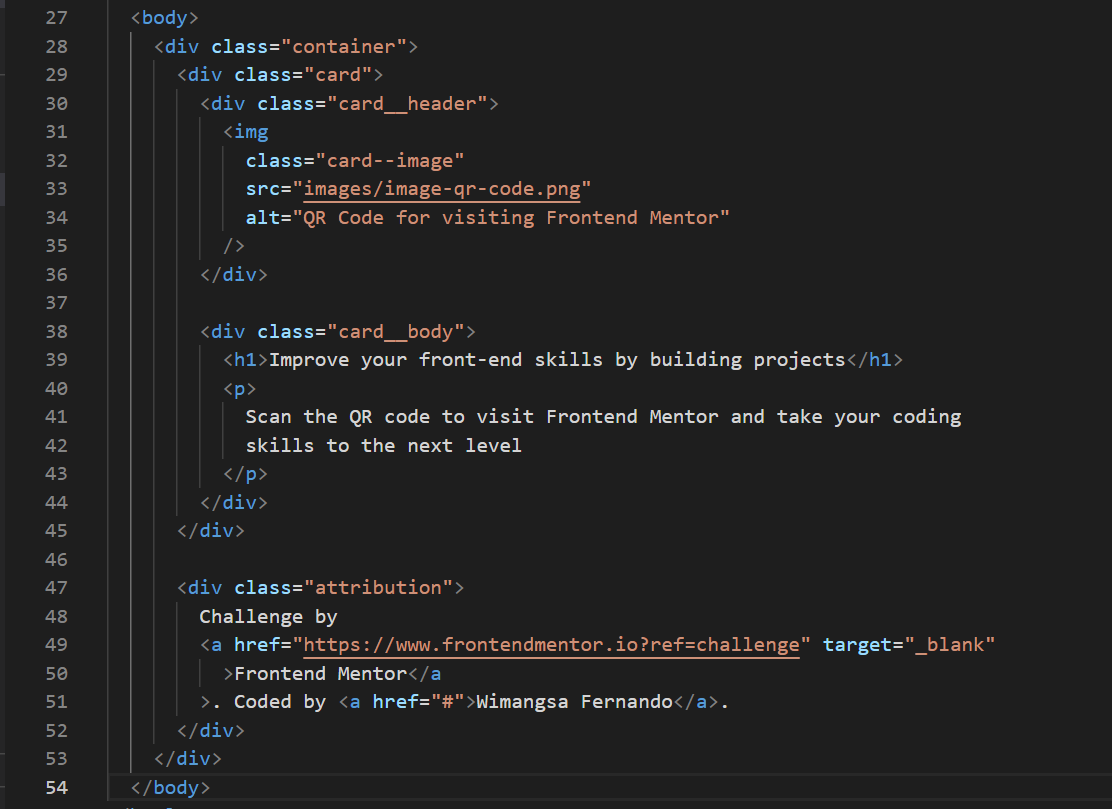 27 <body>
28 <div class="container">
29 <div class="card">
30 <div class="card__header">
31 <img
32 class="card--image"
33 src="images/image-qr-code.png"
34 alt="QR Code for visiting Frontend Mentor"
35 />
36 </div>
37
38 <div class="card__body">
39 <h1>Improve your front-end skills by building projects</h1>
40 <p>
41 Scan the QR code to visit Frontend Mentor and take your coding
42 skills to the next level
43 </p>
44 </div>
45 </div>
46
47 <div class="attribution">
48 Challenge by
49 <a href="https://www.frontendmentor.io?ref=challenge" target="_blank"
50 >Frontend Mentor</a
51 >. Coded by <a href="#">Wimangsa Fernando</a>.
52 </div>
53 </div>
54 </body>